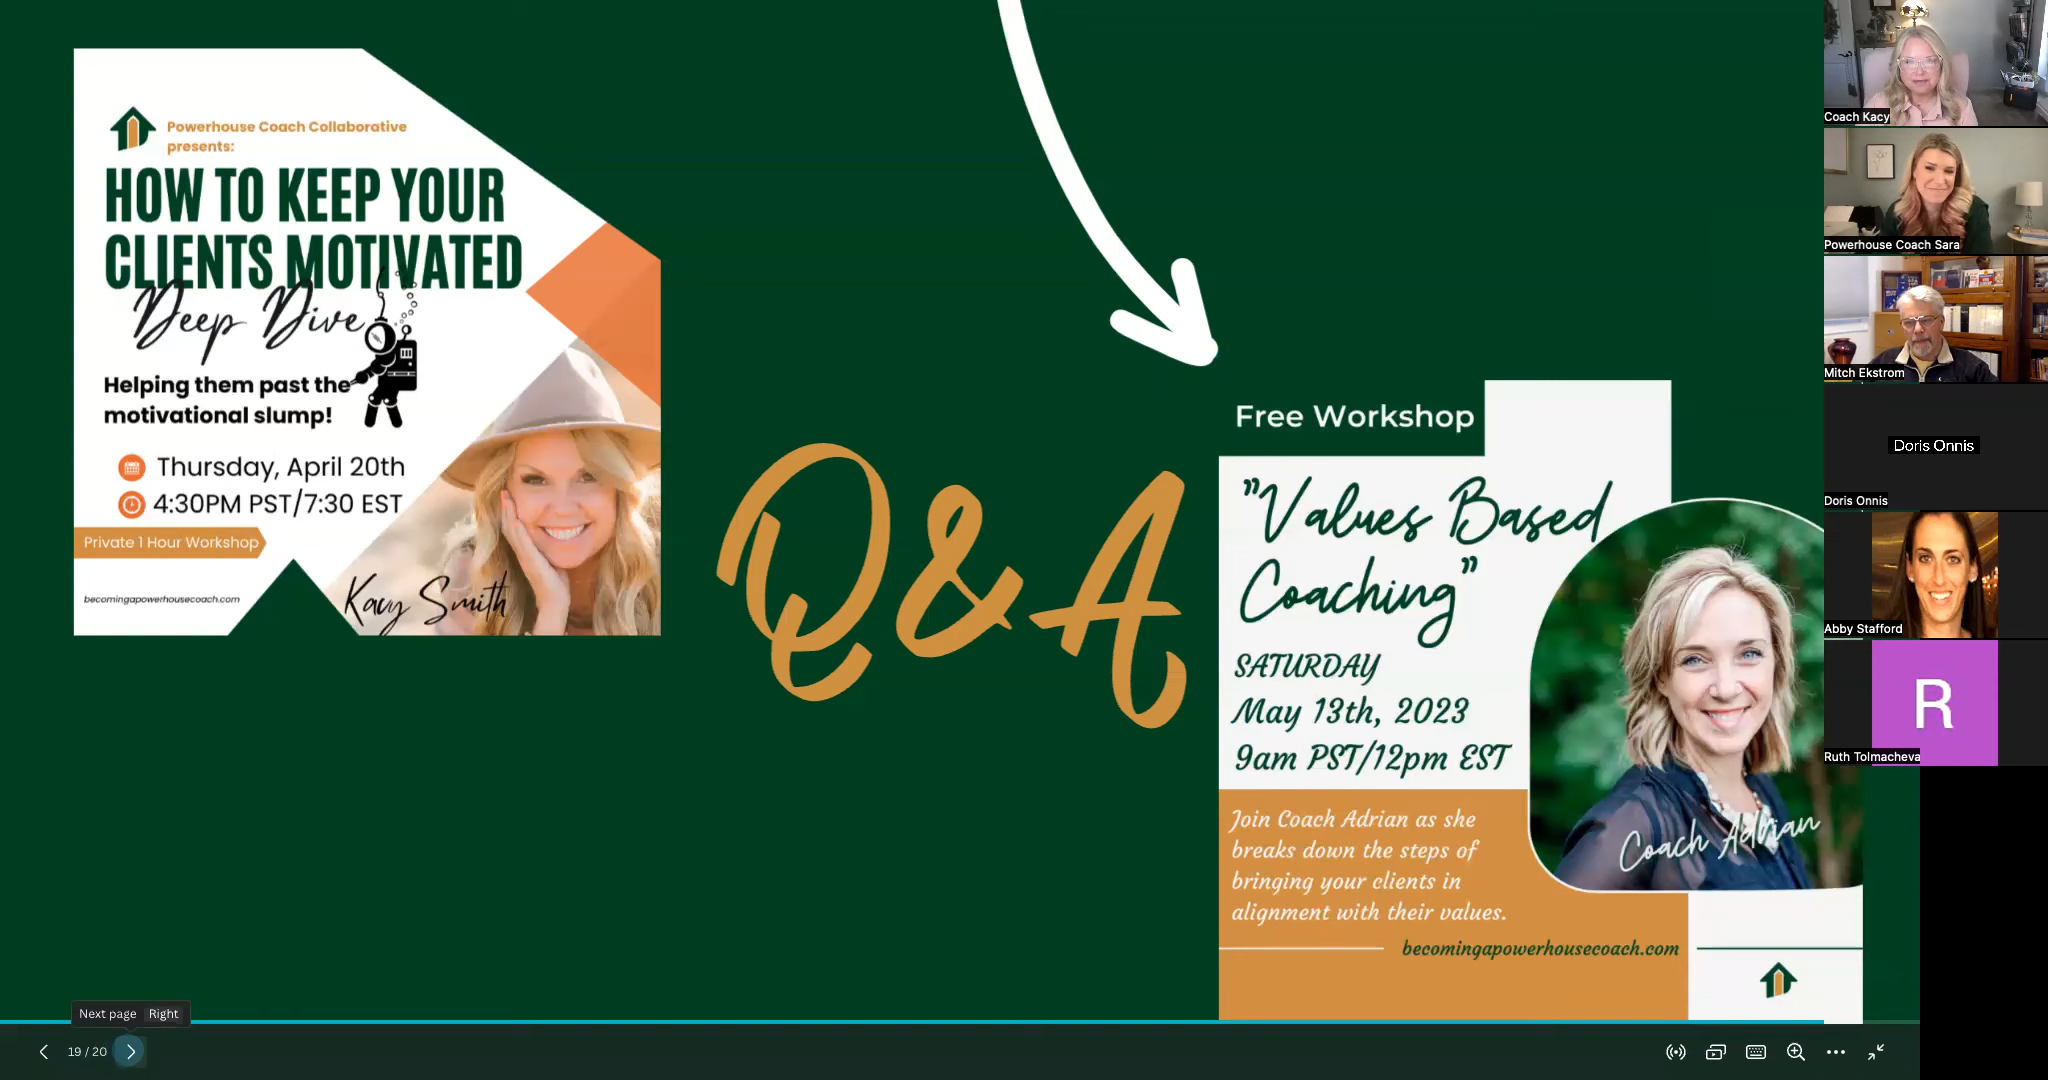 Powerhouse Coach Collaborative
presents:
HOW TO KEEP YOUR
CLIENTS MOTIVATED
Deep Dive
Helping them past the
motivational slump!
Thursday, April 20th
4:30PM PST/7:30 EST
Private 1 Hour Workshop
becomingapowerhousecoach.com
Kacy Smith
Q&A
Free Workshop
"Values Based
Coaching"
SATURDAY
May 13th, 2023
9am PST/12pm EST
Join Coach Adrian as she
breaks down the steps of
bringing your clients in
alignment with their values.
becomingapowerhousecoach.com
Coach Adrian
Coach Kacy
Powerhouse Coach Sara
Mitch Ekstrom
Doris Onnis
Doris Onnis
Abby Stafford
R
Ruth Tolmacheva
Next page Right
19 / 20